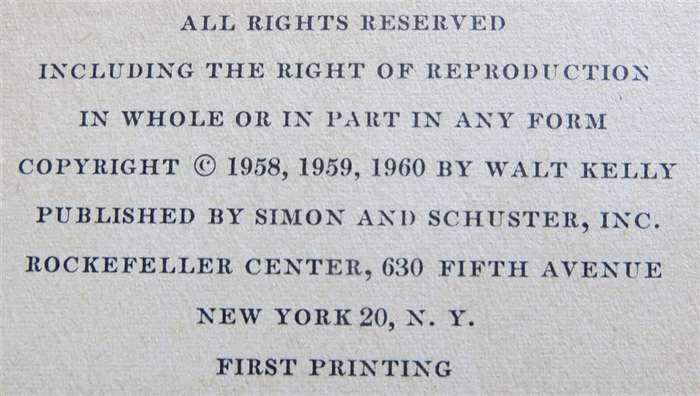 ALL RIGHTS RESERVED
INCLUDING THE RIGHT OF REPRODUCTION
IN WHOLE OR IN PART IN ANY FORM
COPYRIGHT © 1958, 1959, 1960 BY WALT KELLY
PUBLISHED BY SIMON AND SCHUSTER, INC.
ROCKEFELLER CENTER, 630 FIFTH AVENUE
NEW YORK 20, N. Y.
FIRST PRINTING